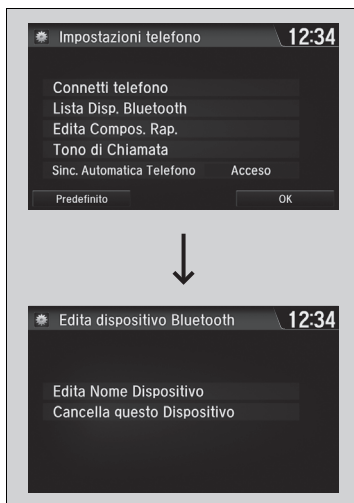 Impostazioni telefono
12:34
Connetti telefono
Lista Disp. Bluetooth
Edita Compos. Rap.
Tono di Chiamata
Sinc. Automatica Telefono Acceso
Predefinito OK
Edita dispositivo Bluetooth
12:34
Edita Nome Dispositivo
Cancella questo Dispositivo